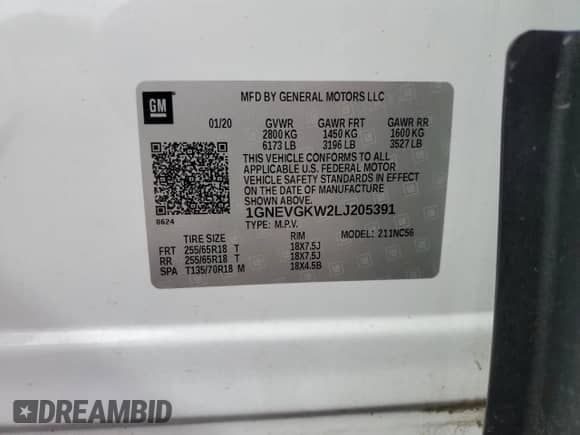 GM
MFD BY GENERAL MOTORS LLC
01/20 GVWR GAWR FRT GAWR RR
2800 KG 1450 KG 1600 KG
6173 LB 3196 LB 3527 LB
THIS VEHICLE CONFORMS TO ALL
APPLICABLE U.S. FEDERAL MOTOR
VEHICLE SAFETY STANDARDS IN EFFECT
ON THE DATE OF MANUFACTURE
SHOWN ABOVE.
1GNEVGKW2LJ205391
0624
TYPE: M.P.V.
TIRE SIZE RIM MODEL: 211NC56
FRT 255/65R18 T 18X7.5J
RR 255/65R18 T 18X7.5J
SPA T135/70R18 M 18X4.5B
DREAMBID